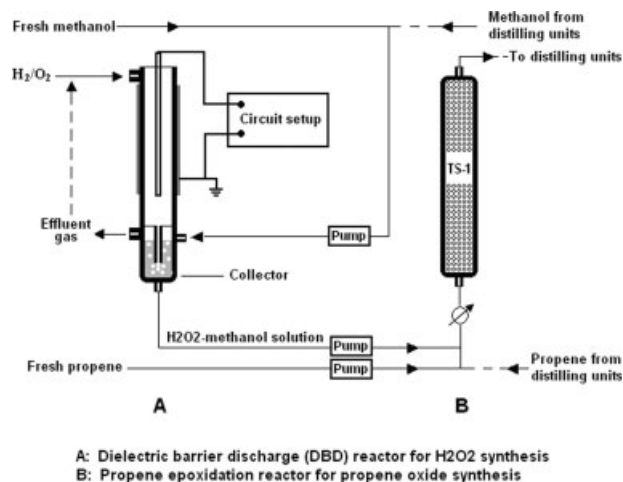 Fresh methanol
Methanol from
distilling units
To distilling units
H2/O2
Circuit setup
TS-1
Effluent
gas
Pump
Collector
H2O2-methanol solution
Pump
Fresh propene
Pump
Propene from
distilling units
A
B
A: Dielectric barrier discharge (DBD) reactor for H2O2 synthesis
B: Propene epoxidation reactor for propene oxide synthesis